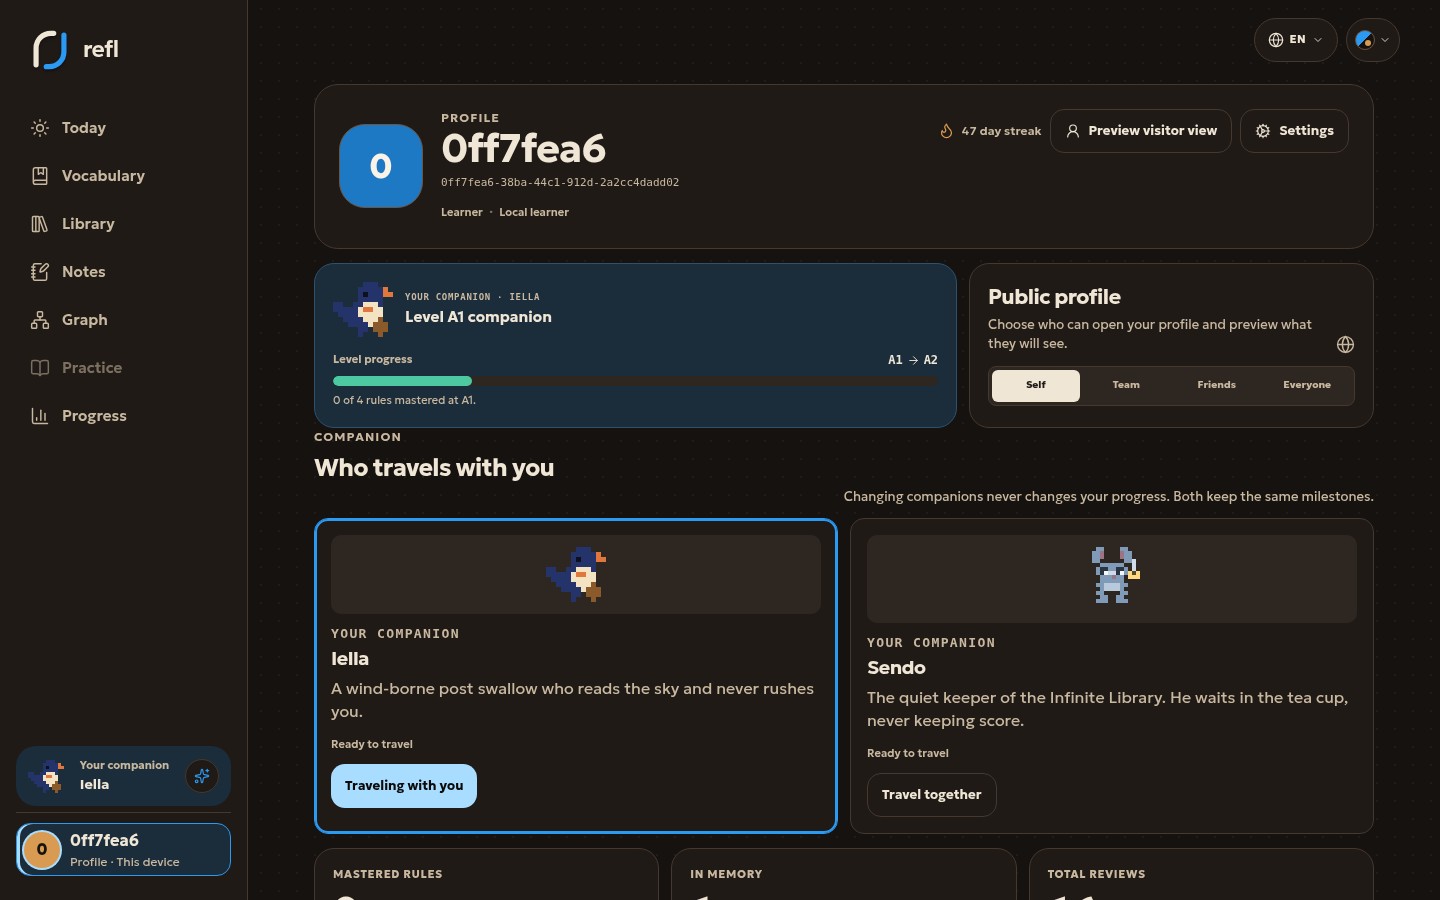 refl
EN
Today
Vocabulary
Library
Notes
Graph
Practice
Progress
Your companion
Iella
0
0ff7fea6
Profile · This device
0
PROFILE
0ff7fea6
0ff7fea6-38ba-44c1-912d-2a2cc4dadd02
Learner · Local learner
47 day streak
Preview visitor view
Settings
YOUR COMPANION · IELLA
Level A1 companion
Level progress
A1 → A2
0 of 4 rules mastered at A1.
Public profile
Choose who can open your profile and preview what
they will see.
Self
Team
Friends
Everyone
COMPANION
Who travels with you
Changing companions never changes your progress. Both keep the same milestones.
YOUR COMPANION
Iella
A wind-borne post swallow who reads the sky and never rushes
you.
Ready to travel
Traveling with you
YOUR COMPANION
Sendo
The quiet keeper of the Infinite Library. He waits in the tea cup,
never keeping score.
Ready to travel
Travel together
MASTERED RULES
IN MEMORY
TOTAL REVIEWS